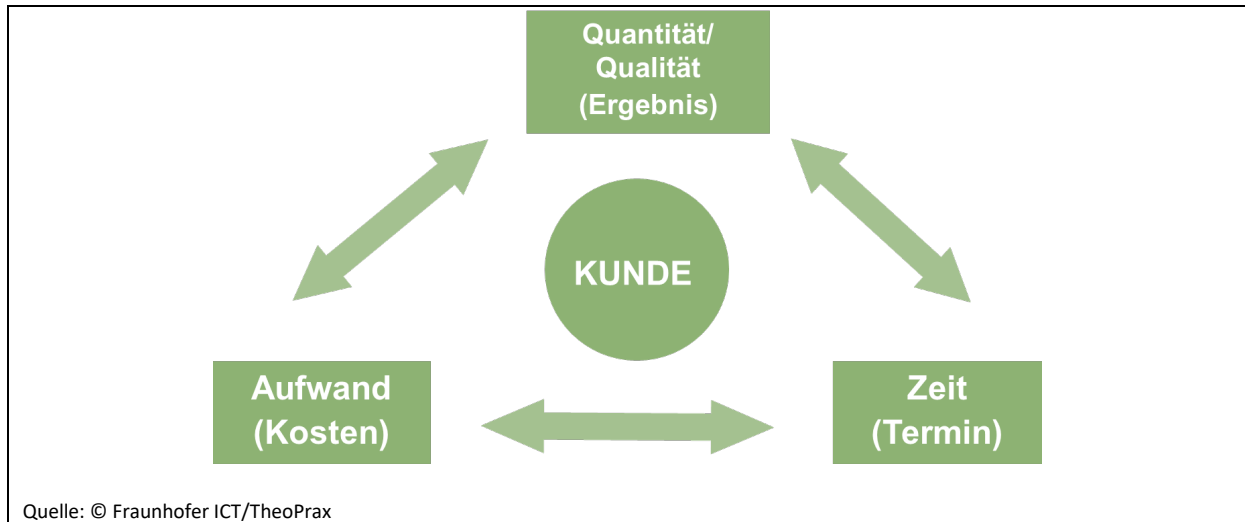 Quantität/
Qualität
(Ergebnis)
KUNDE
Aufwand
(Kosten)
Zeit
(Termin)
Quelle: © Fraunhofer ICT/TheoPrax